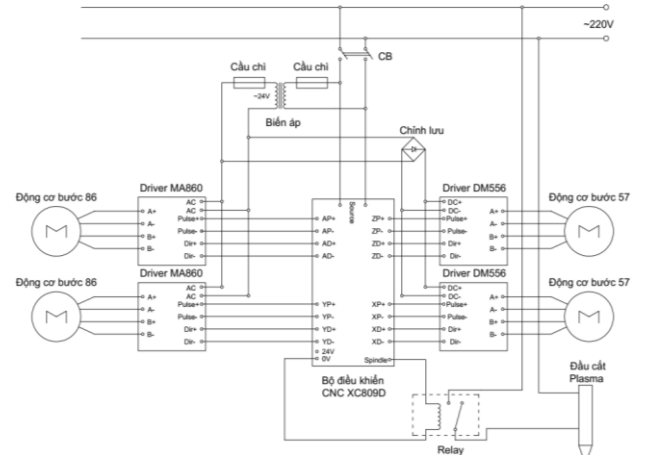 ~220V
CB
Cầu chì
Cầu chì
~24V
Biến áp
Chỉnh lưu
Động cơ bước 86
Driver MA860
AC
AC
Pulse+
Pulse-
Dir+
Dir-
A+
A-
B+
B-
Động cơ bước 86
Driver MA860
AC
AC
Pulse+
Pulse-
Dir+
Dir-
A+
A-
B+
B-
Source
AP+
AP-
AD+
AD-
YP+
YP-
YD+
YD-
24V
0V
ZP+
ZP-
ZD+
ZD-
XP+
XP-
XD+
XD-
Spindle
Bộ điều khiển
CNC XC809D
Driver DM556
DC+
DC-
Pulse+
Pulse-
Dir+
Dir-
A+
A-
B+
B-
Động cơ bước 57
Driver DM556
DC+
DC-
Pulse+
Pulse-
Dir+
Dir-
A+
A-
B+
B-
Động cơ bước 57
Đầu cắt
Plasma
Relay